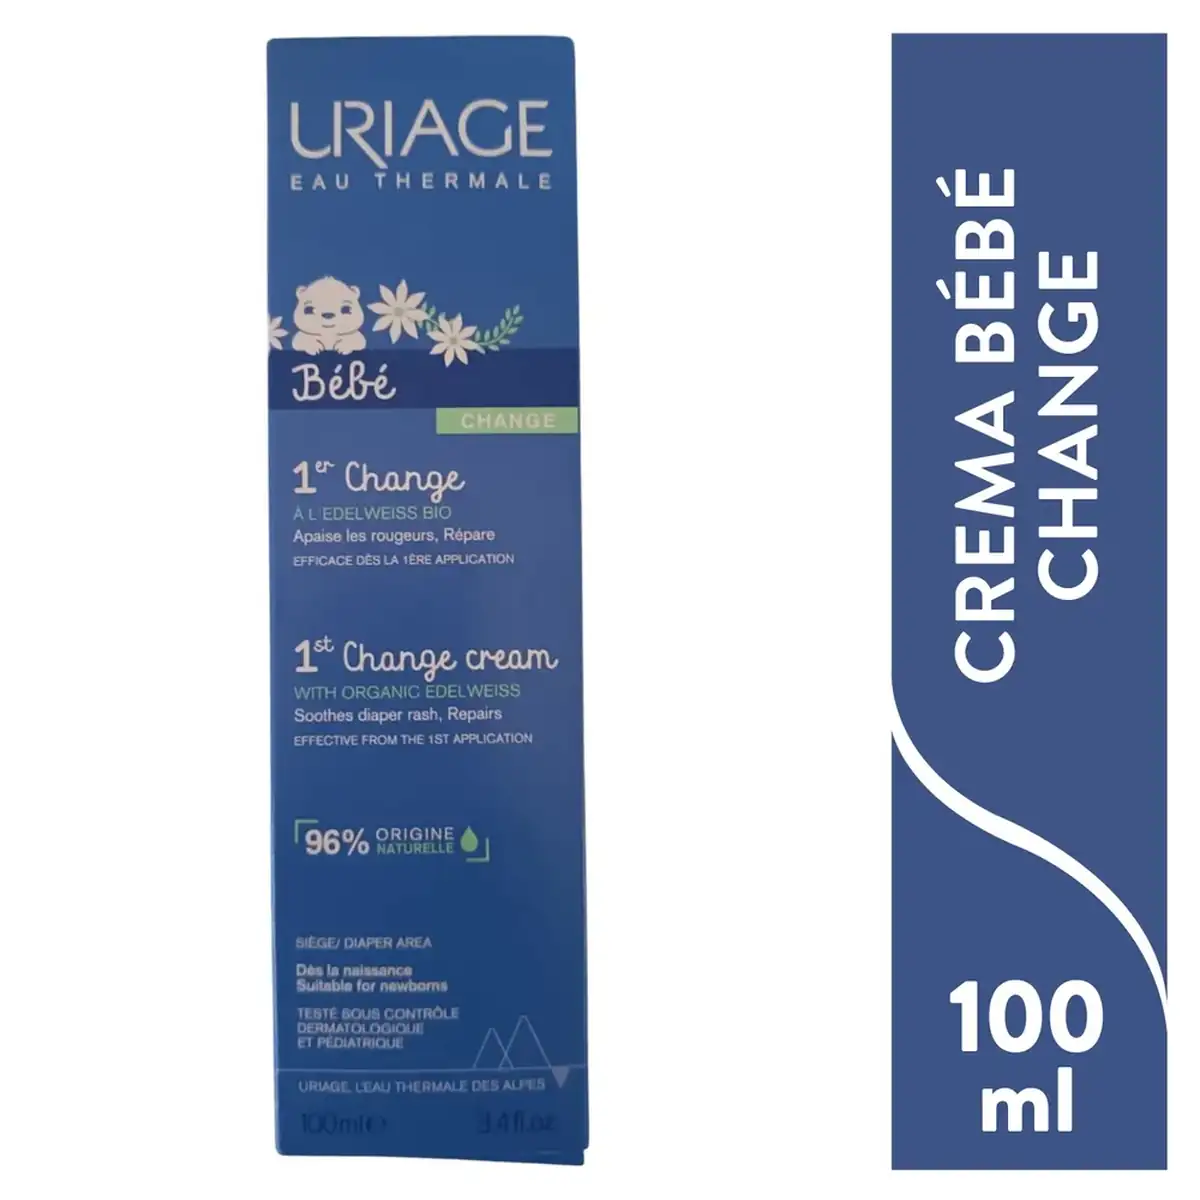 URIAGE
EAU THERMALE
Bébé
CHANGE
1er Change
À L'EDELWEISS BIO
Apaise les rougeurs, Répare
EFFICACE DÈS LA 1ÈRE APPLICATION
1st Change cream
WITH ORGANIC EDELWEISS
Soothes diaper rash, Repairs
EFFECTIVE FROM THE 1ST APPLICATION
96% ORIGINE
NATURELLE
SIÈGE/ DIAPER AREA
Dès la naissance
Suitable for newborns
TESTÉ SOUS CONTRÔLE
DERMATOLOGIQUE
ET PÉDIATRIQUE
URIAGE, L'EAU THERMALE DES ALPES
100ml e 3.4 fl.oz
CREMA BÉBÉ
CHANGE
100
ml